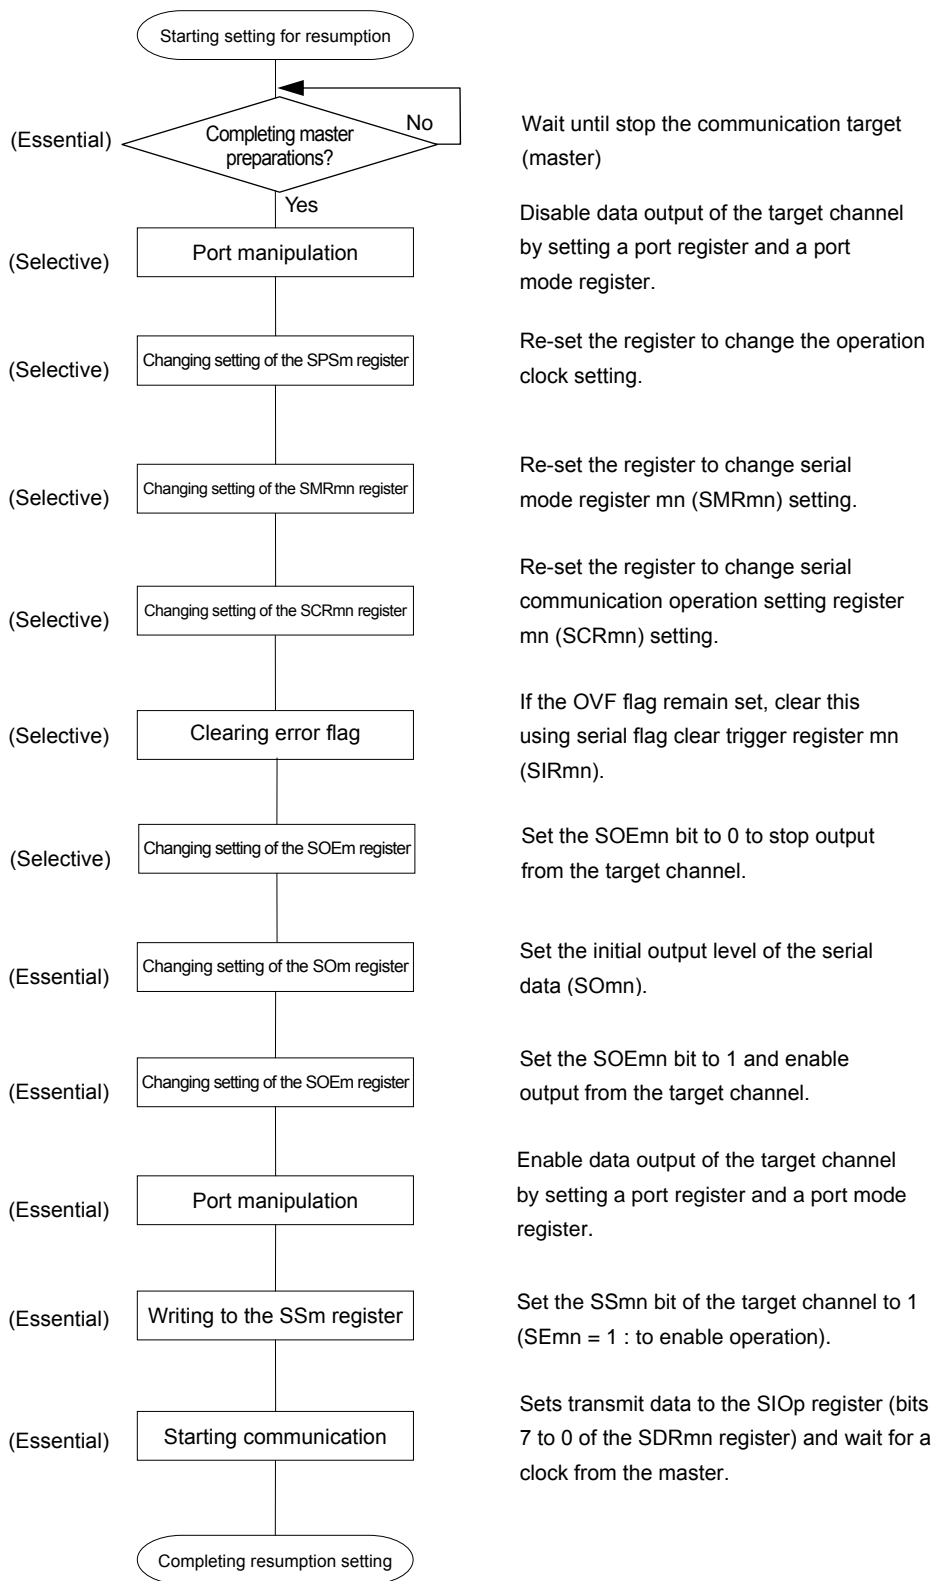 Starting setting for resumption
(Essential)
Completing master
preparations?
No
Wait until stop the communication target
(master)
Yes
(Selective)
Port manipulation
Disable data output of the target channel
by setting a port register and a port
mode register.
(Selective)
Changing setting of the SPSm register
Re-set the register to change the operation
clock setting.
(Selective)
Changing setting of the SMRmn register
Re-set the register to change serial
mode register mn (SMRmn) setting.
(Selective)
Changing setting of the SCRmn register
Re-set the register to change serial
communication operation setting register
mn (SCRmn) setting.
(Selective)
Clearing error flag
If the OVF flag remain set, clear this
using serial flag clear trigger register mn
(SIRmn).
(Selective)
Changing setting of the SOEm register
Set the SOEmn bit to 0 to stop output
from the target channel.
(Essential)
Changing setting of the SOm register
Set the initial output level of the serial
data (SOmn).
(Essential)
Changing setting of the SOEm register
Set the SOEmn bit to 1 and enable
output from the target channel.
(Essential)
Port manipulation
Enable data output of the target channel
by setting a port register and a port mode
register.
(Essential)
Writing to the SSm register
Set the SSmn bit of the target channel to 1
(SEmn = 1 : to enable operation).
(Essential)
Starting communication
Sets transmit data to the SIOp register (bits
7 to 0 of the SDRmn register) and wait for a
clock from the master.
Completing resumption setting